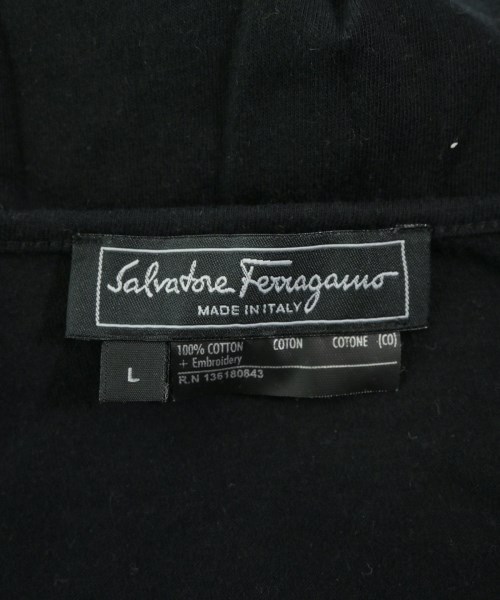 Salvatore Ferragamo
MADE IN ITALY
L
100% COTTON COTON COTONE {CO}
+ Embroidery
R.N 136180843